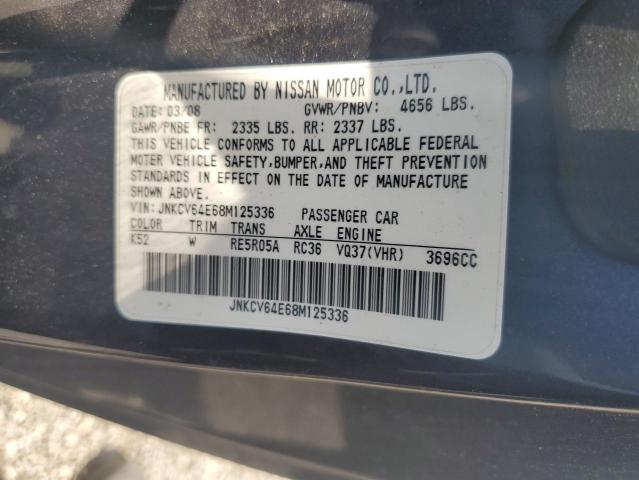 MANUFACTURED BY NISSAN MOTOR CO.,LTD.
DATE: 03/08 GVWR/PNBV: 4656 LBS.
GAWR/PNBE FR: 2335 LBS. RR: 2337 LBS.
THIS VEHICLE CONFORMS TO ALL APPLICABLE FEDERAL
MOTOR VEHICLE SAFETY,BUMPER,AND THEFT PREVENTION
STANDARDS IN EFFECT ON THE DATE OF MANUFACTURE
SHOWN ABOVE.
VIN:JNKCV64E68M125336 PASSENGER CAR
COLOR TRIM TRANS AXLE ENGINE
K52 W RE5R05A RC36 VQ37(VHR) 3696CC
JNKCV64E68M125336